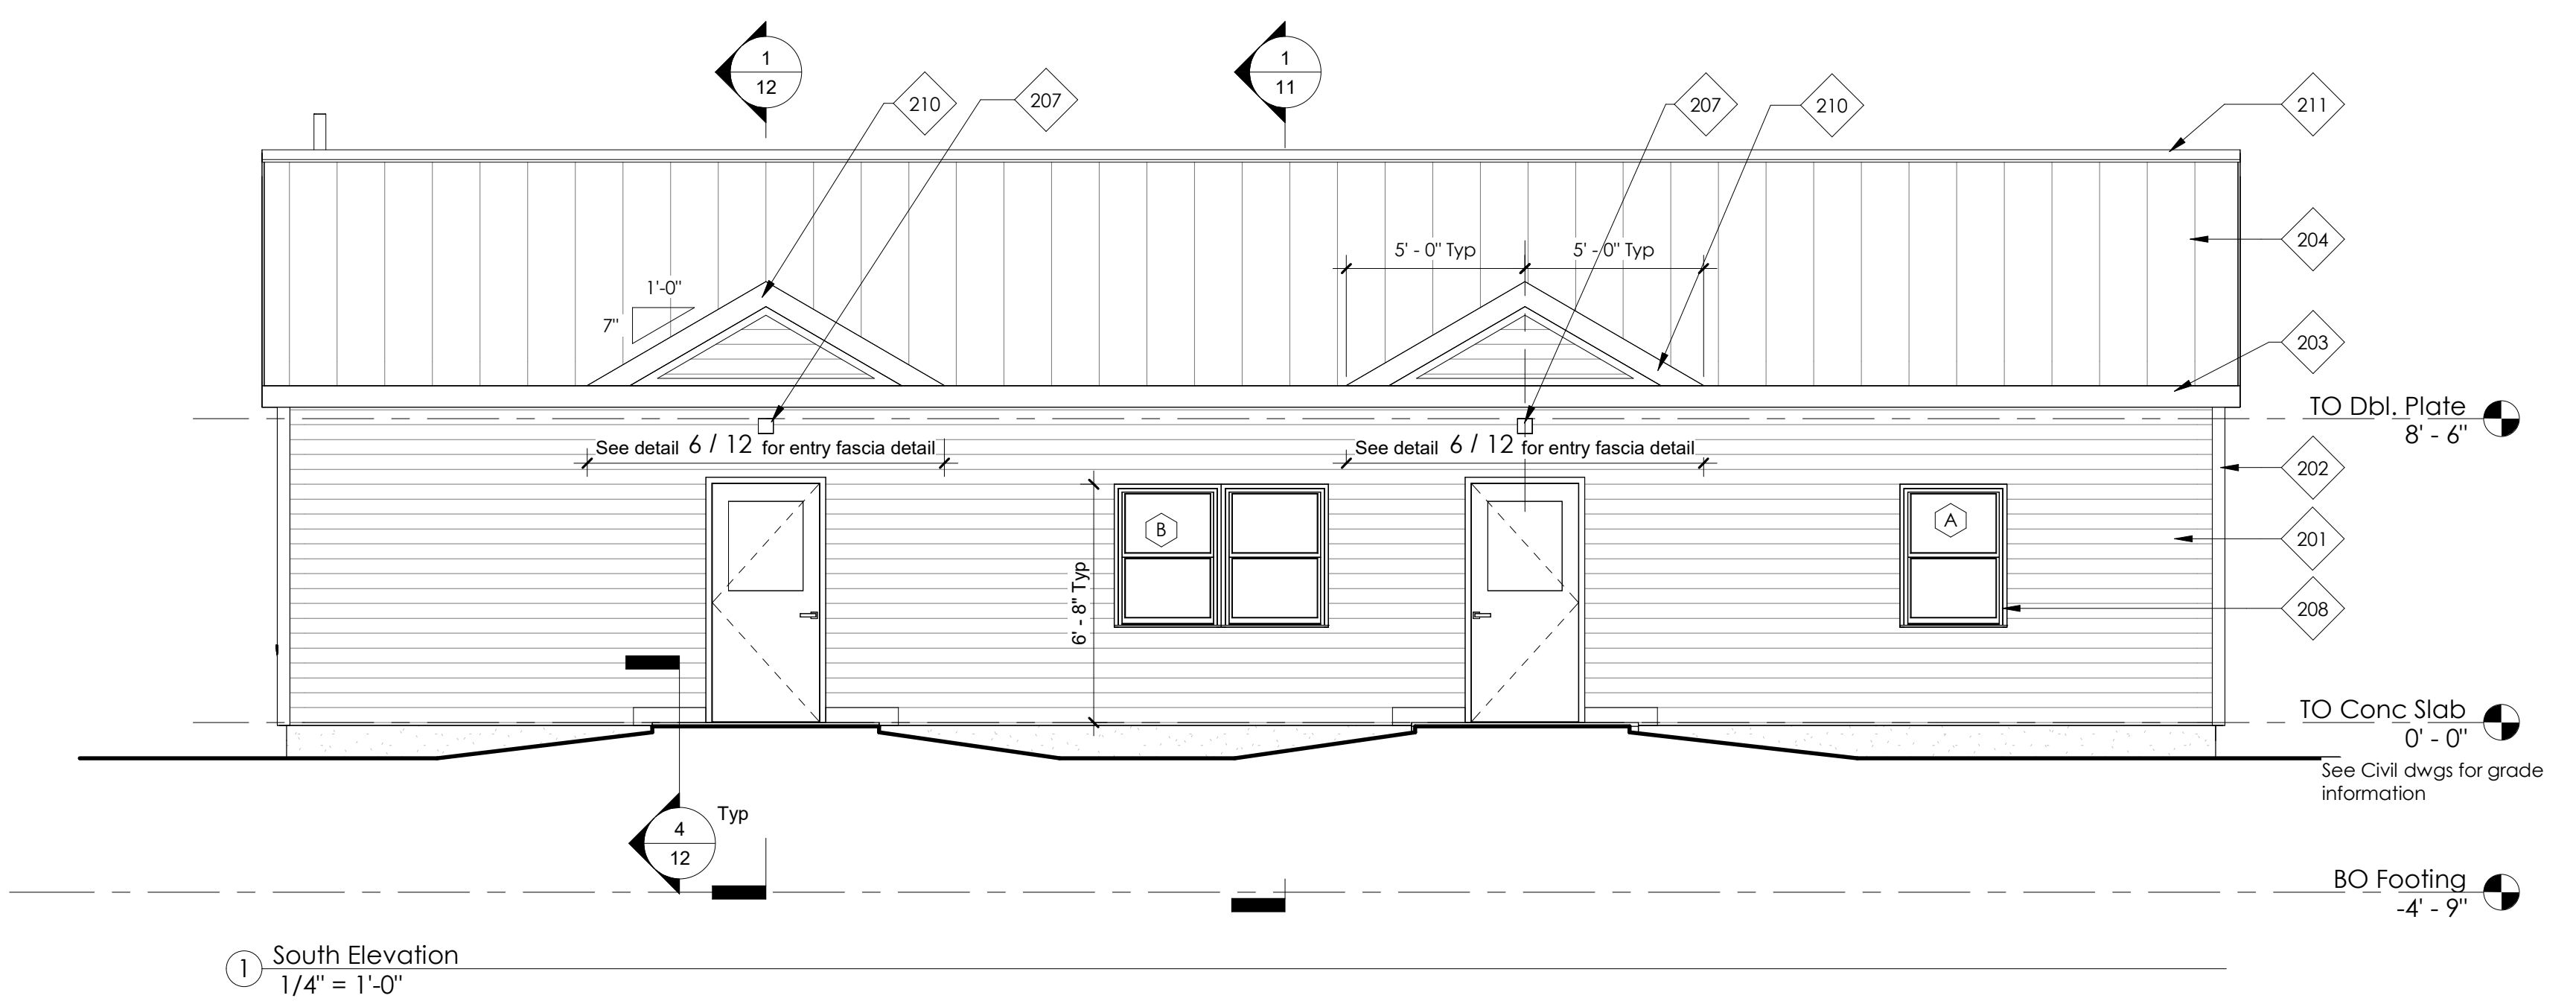 1
12
1
11
210
207
207
210
211
5' - 0" Typ
5' - 0" Typ
204
1'-0"
7"
203
TO Dbl. Plate
8' - 6"
See detail 6 / 12 for entry fascia detail
See detail 6 / 12 for entry fascia detail
202
B
A
201
6' - 8" Typ
208
TO Conc Slab
0' - 0"
See Civil dwgs for grade
information
Typ
4
12
BO Footing
-4' - 9"
1
South Elevation
1/4" = 1'-0"